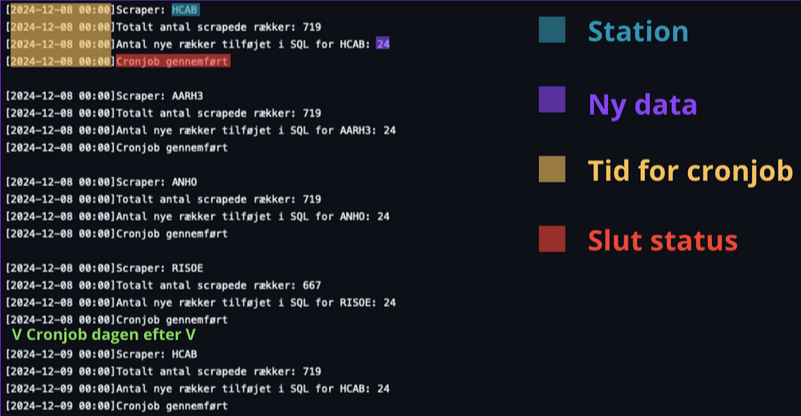 [2024-12-08 00:00]Scraper: HCAB
[2024-12-08 00:00]Totalt antal scrapede rækker: 719
[2024-12-08 00:00]Antal nye rækker tilføjet i SQL for HCAB: 24
[2024-12-08 00:00]Cronjob gennemført
[2024-12-08 00:00]Scraper: AARH3
[2024-12-08 00:00]Totalt antal scrapede rækker: 719
[2024-12-08 00:00]Antal nye rækker tilføjet i SQL for AARH3: 24
[2024-12-08 00:00]Cronjob gennemført
[2024-12-08 00:00]Scraper: ANHO
[2024-12-08 00:00]Totalt antal scrapede rækker: 719
[2024-12-08 00:00]Antal nye rækker tilføjet i SQL for ANHO: 24
[2024-12-08 00:00]Cronjob gennemført
[2024-12-08 00:00]Scraper: RISOE
[2024-12-08 00:00]Totalt antal scrapede rækker: 667
[2024-12-08 00:00]Antal nye rækker tilføjet i SQL for RISOE: 24
[2024-12-08 00:00]Cronjob gennemført
V Cronjob dagen efter V
[2024-12-09 00:00]Scraper: HCAB
[2024-12-09 00:00]Totalt antal scrapede rækker: 719
[2024-12-09 00:00]Antal nye rækker tilføjet i SQL for HCAB: 24
[2024-12-09 00:00]Cronjob gennemført
Station
Ny data
Tid for cronjob
Slut status